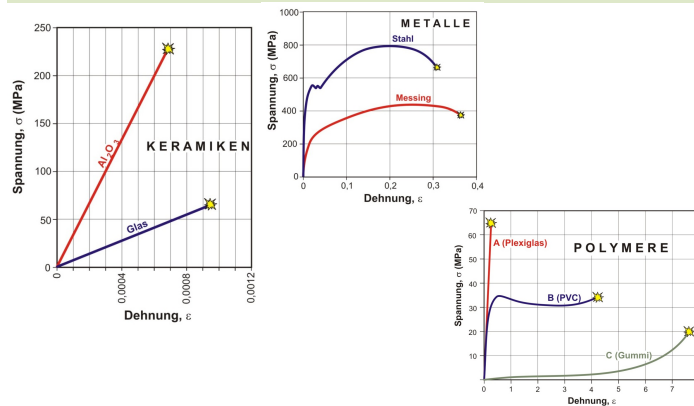 250
200
150
100
50
0
Spannung, σ (MPa)
Al₂O₃
KERAMIKEN
Glas
0
0,0004
0,0008
0,0012
Dehnung, ε
1000
800
600
400
200
0
Spannung, σ (MPa)
METALLE
Stahl
Messing
0
0,1
0,2
0,3
0,4
Dehnung, ε
70
60
50
40
30
20
10
Spannung, σ (MPa)
A (Plexiglas)
POLYMERE
B (PVC)
C (Gummi)
0
1
2
3
4
5
6
7
Dehnung, ε